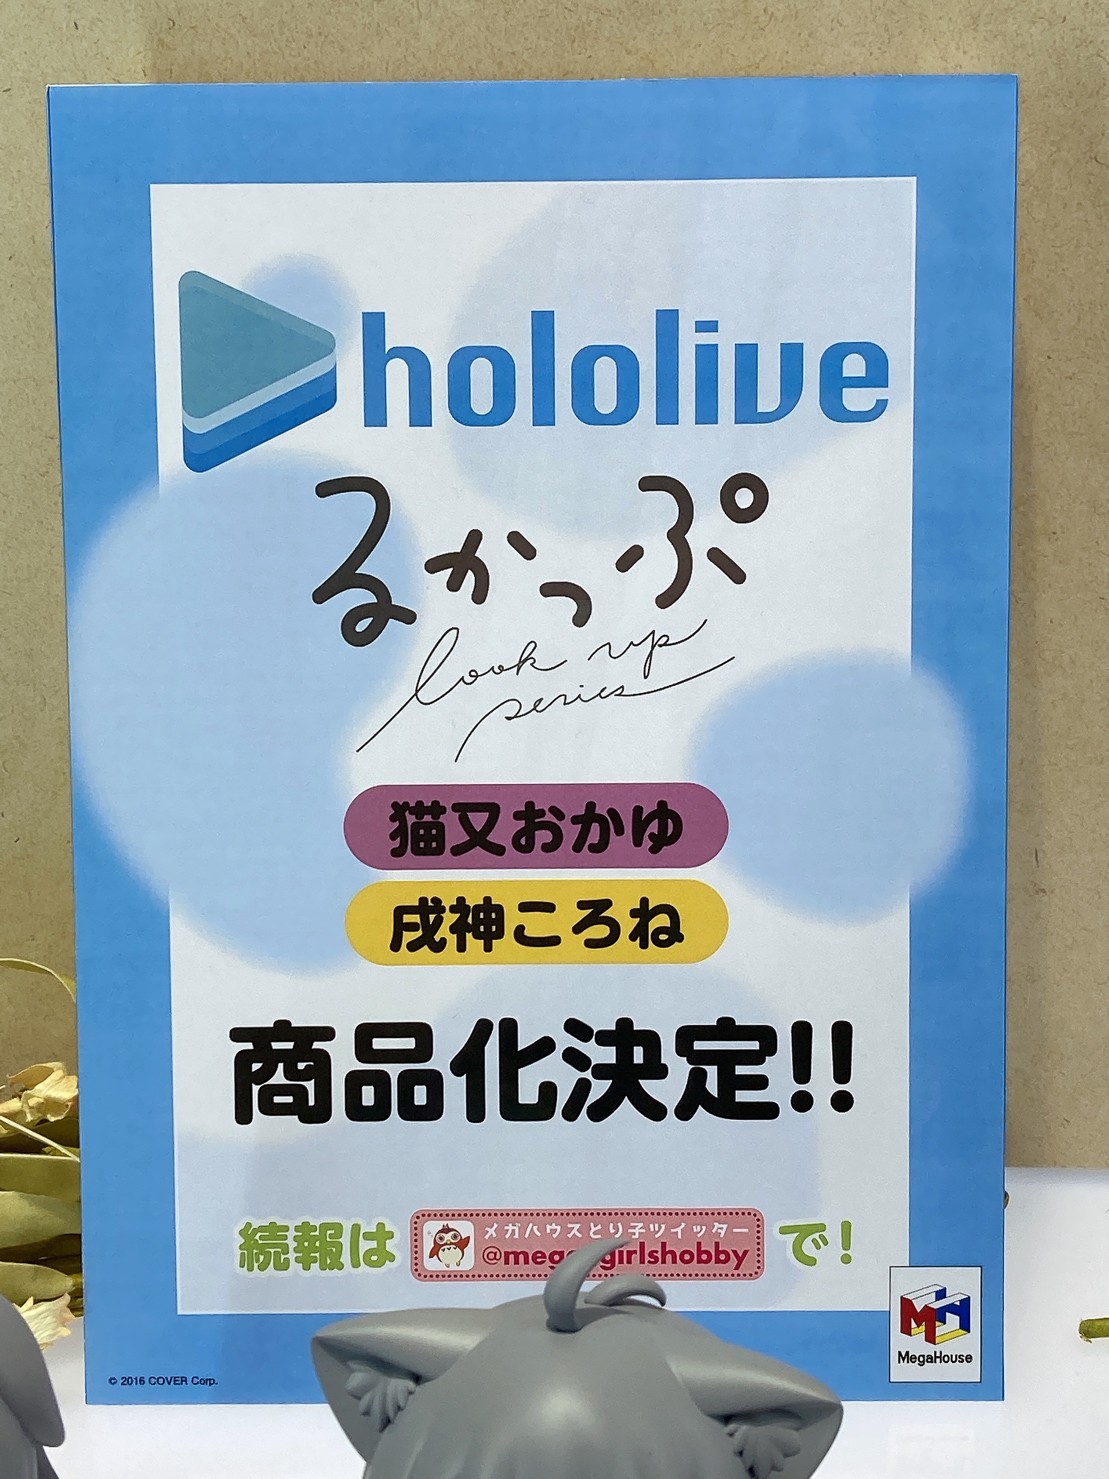 hololive
るかっぷ
look up
series
猫又おかゆ
戌神ころね
商品化決定!!
続報は
メガハウスとり子ツイッター
で!
MegaHouse
© 2016 COVER Corp.